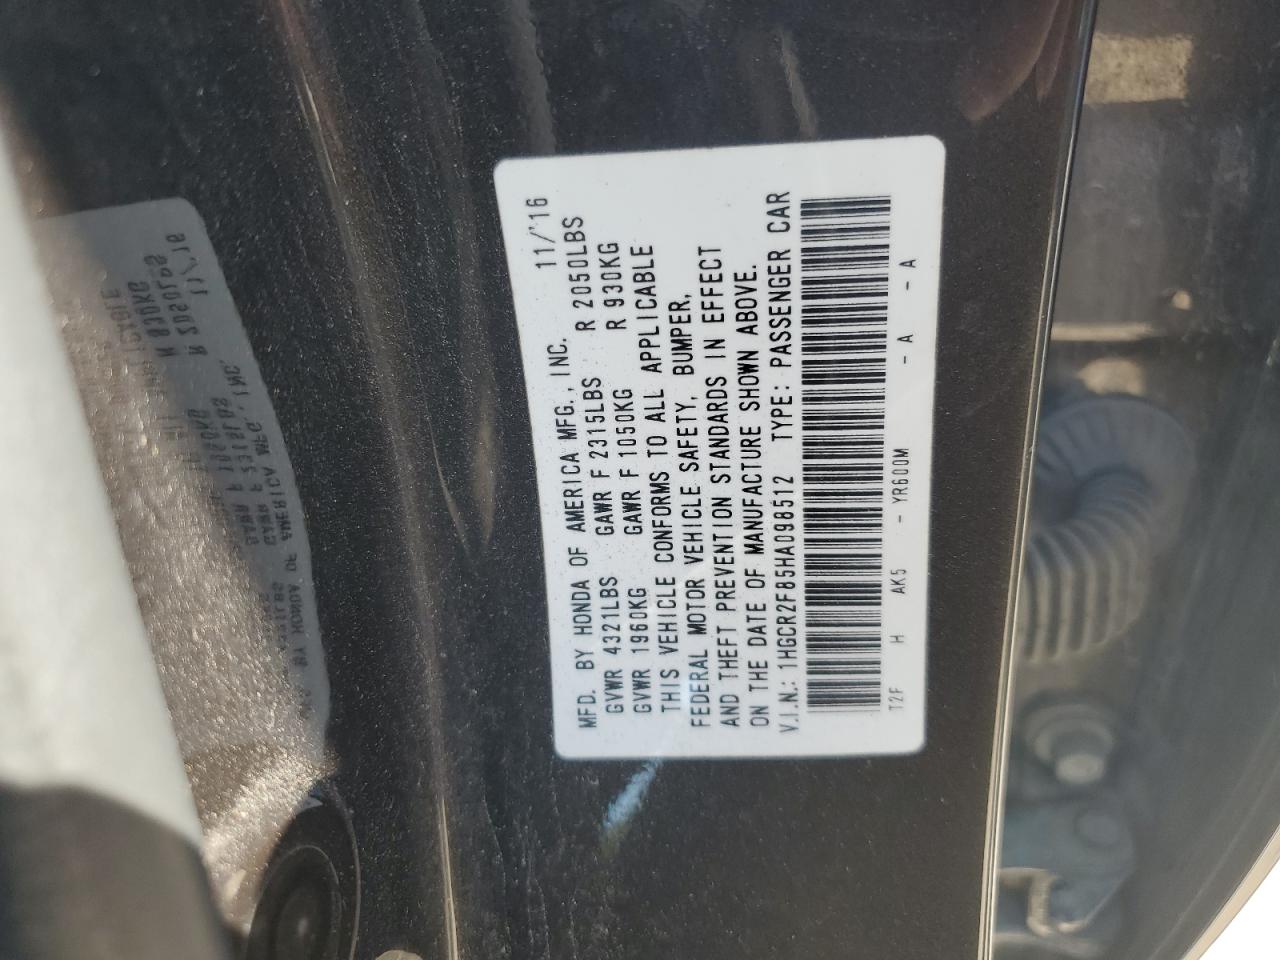 11/'16
MFD. BY HONDA OF AMERICA MFG., INC.
GVWR 4321LBS GAWR F 2315LBS R 2050LBS
GVWR 1960KG GAWR F 1050KG R 930KG
THIS VEHICLE CONFORMS TO ALL APPLICABLE
FEDERAL MOTOR VEHICLE SAFETY, BUMPER,
AND THEFT PREVENTION STANDARDS IN EFFECT
ON THE DATE OF MANUFACTURE SHOWN ABOVE.
V.I.N.: 1HGCR2F85HA098512 TYPE: PASSENGER CAR
T2F H AK5 - YR600M - A - A